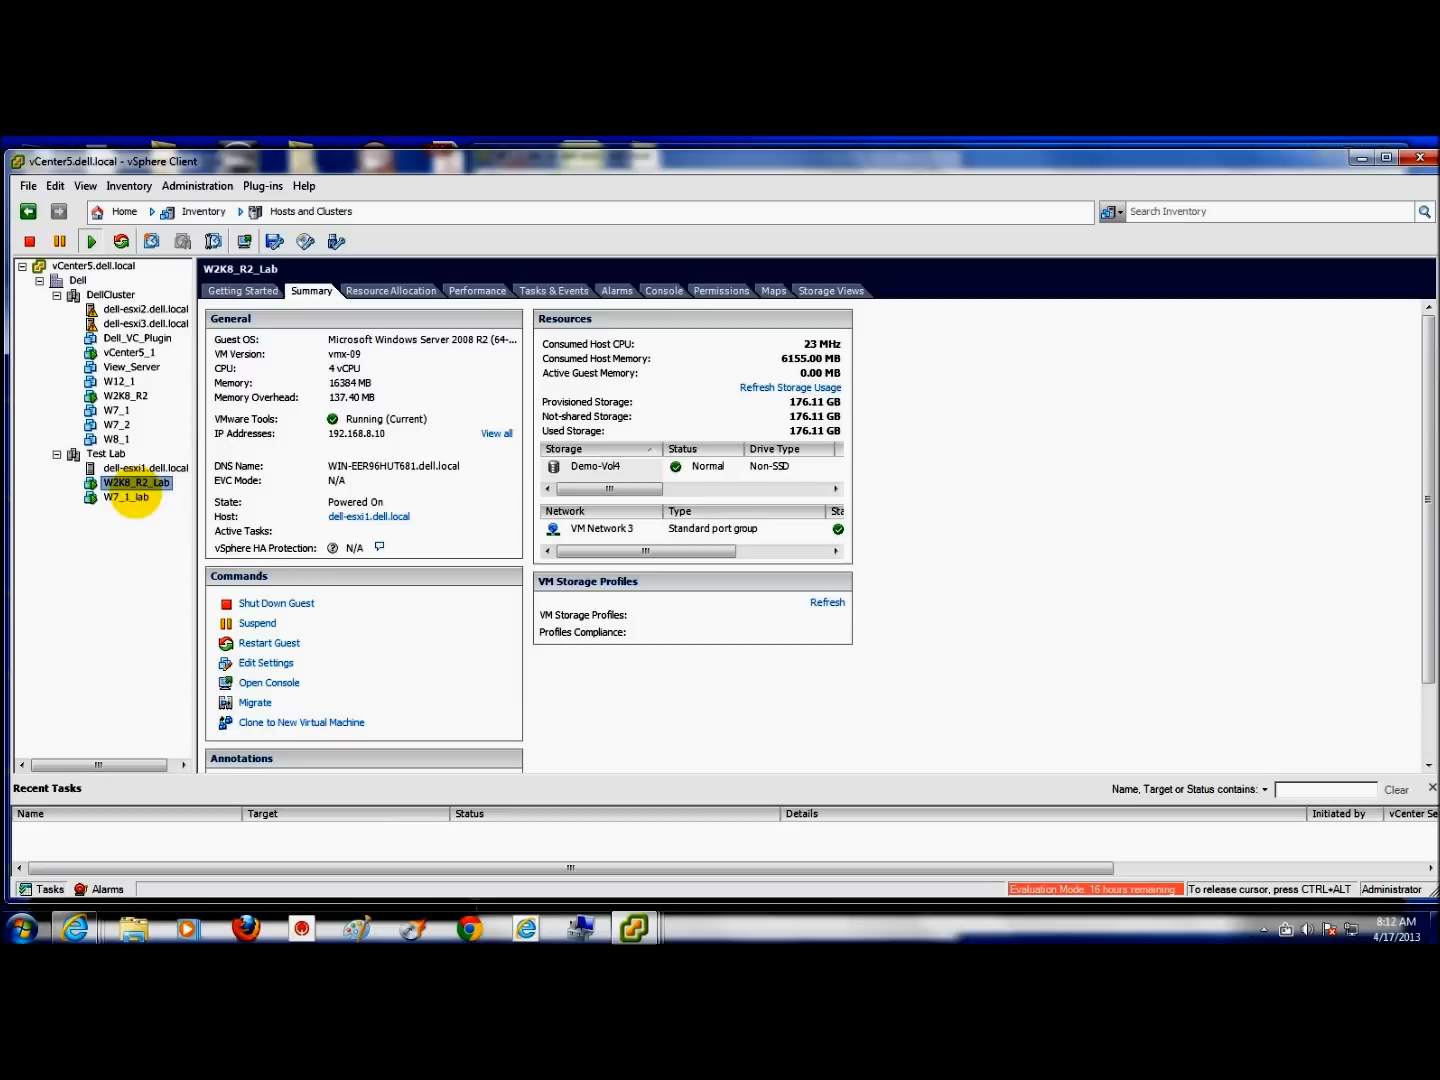 vCenter5.dell.local - vSphere Client
File Edit View Inventory Administration Plug-ins Help
Home Inventory Hosts and Clusters
Search Inventory
vCenter5.dell.local
Dell
DellCluster
dell-esxi2.dell.local
dell-esxi3.dell.local
Dell_VC_Plugin
vCenter5_1
View_Server
W12_1
W2K8_R2
W7_1
W7_2
W8_1
Test Lab
dell-esxi1.dell.local
W2K8_R2_Lab
W7_1_lab
W2K8_R2_Lab
Getting Started Summary Resource Allocation Performance Tasks & Events Alarms Console Permissions Maps Storage Views
General
Guest OS: Microsoft Windows Server 2008 R2 (64-...
VM Version: vmx-09
CPU: 4 vCPU
Memory: 16384 MB
Memory Overhead: 137.40 MB
VMware Tools: Running (Current)
IP Addresses: 192.168.8.10 View all
DNS Name: WIN-EER96HUT681.dell.local
EVC Mode: N/A
State: Powered On
Host: dell-esxi1.dell.local
Active Tasks:
vSphere HA Protection: N/A
Commands
Shut Down Guest
Suspend
Restart Guest
Edit Settings
Open Console
Migrate
Clone to New Virtual Machine
Annotations
Resources
Consumed Host CPU: 23 MHz
Consumed Host Memory: 6155.00 MB
Active Guest Memory: 0.00 MB
Refresh Storage Usage
Provisioned Storage: 176.11 GB
Not-shared Storage: 176.11 GB
Used Storage: 176.11 GB
Storage Status Drive Type
Demo-Vol4 Normal Non-SSD
Network Type Sta
VM Network 3 Standard port group
VM Storage Profiles
Refresh
VM Storage Profiles:
Profiles Compliance:
Recent Tasks Name, Target or Status contains: Clear
Name Target Status Details Initiated by vCenter Se
Tasks Alarms Evaluation Mode: 16 hours remaining To release cursor, press CTRL+ALT Administrator
8:12 AM
4/17/2013